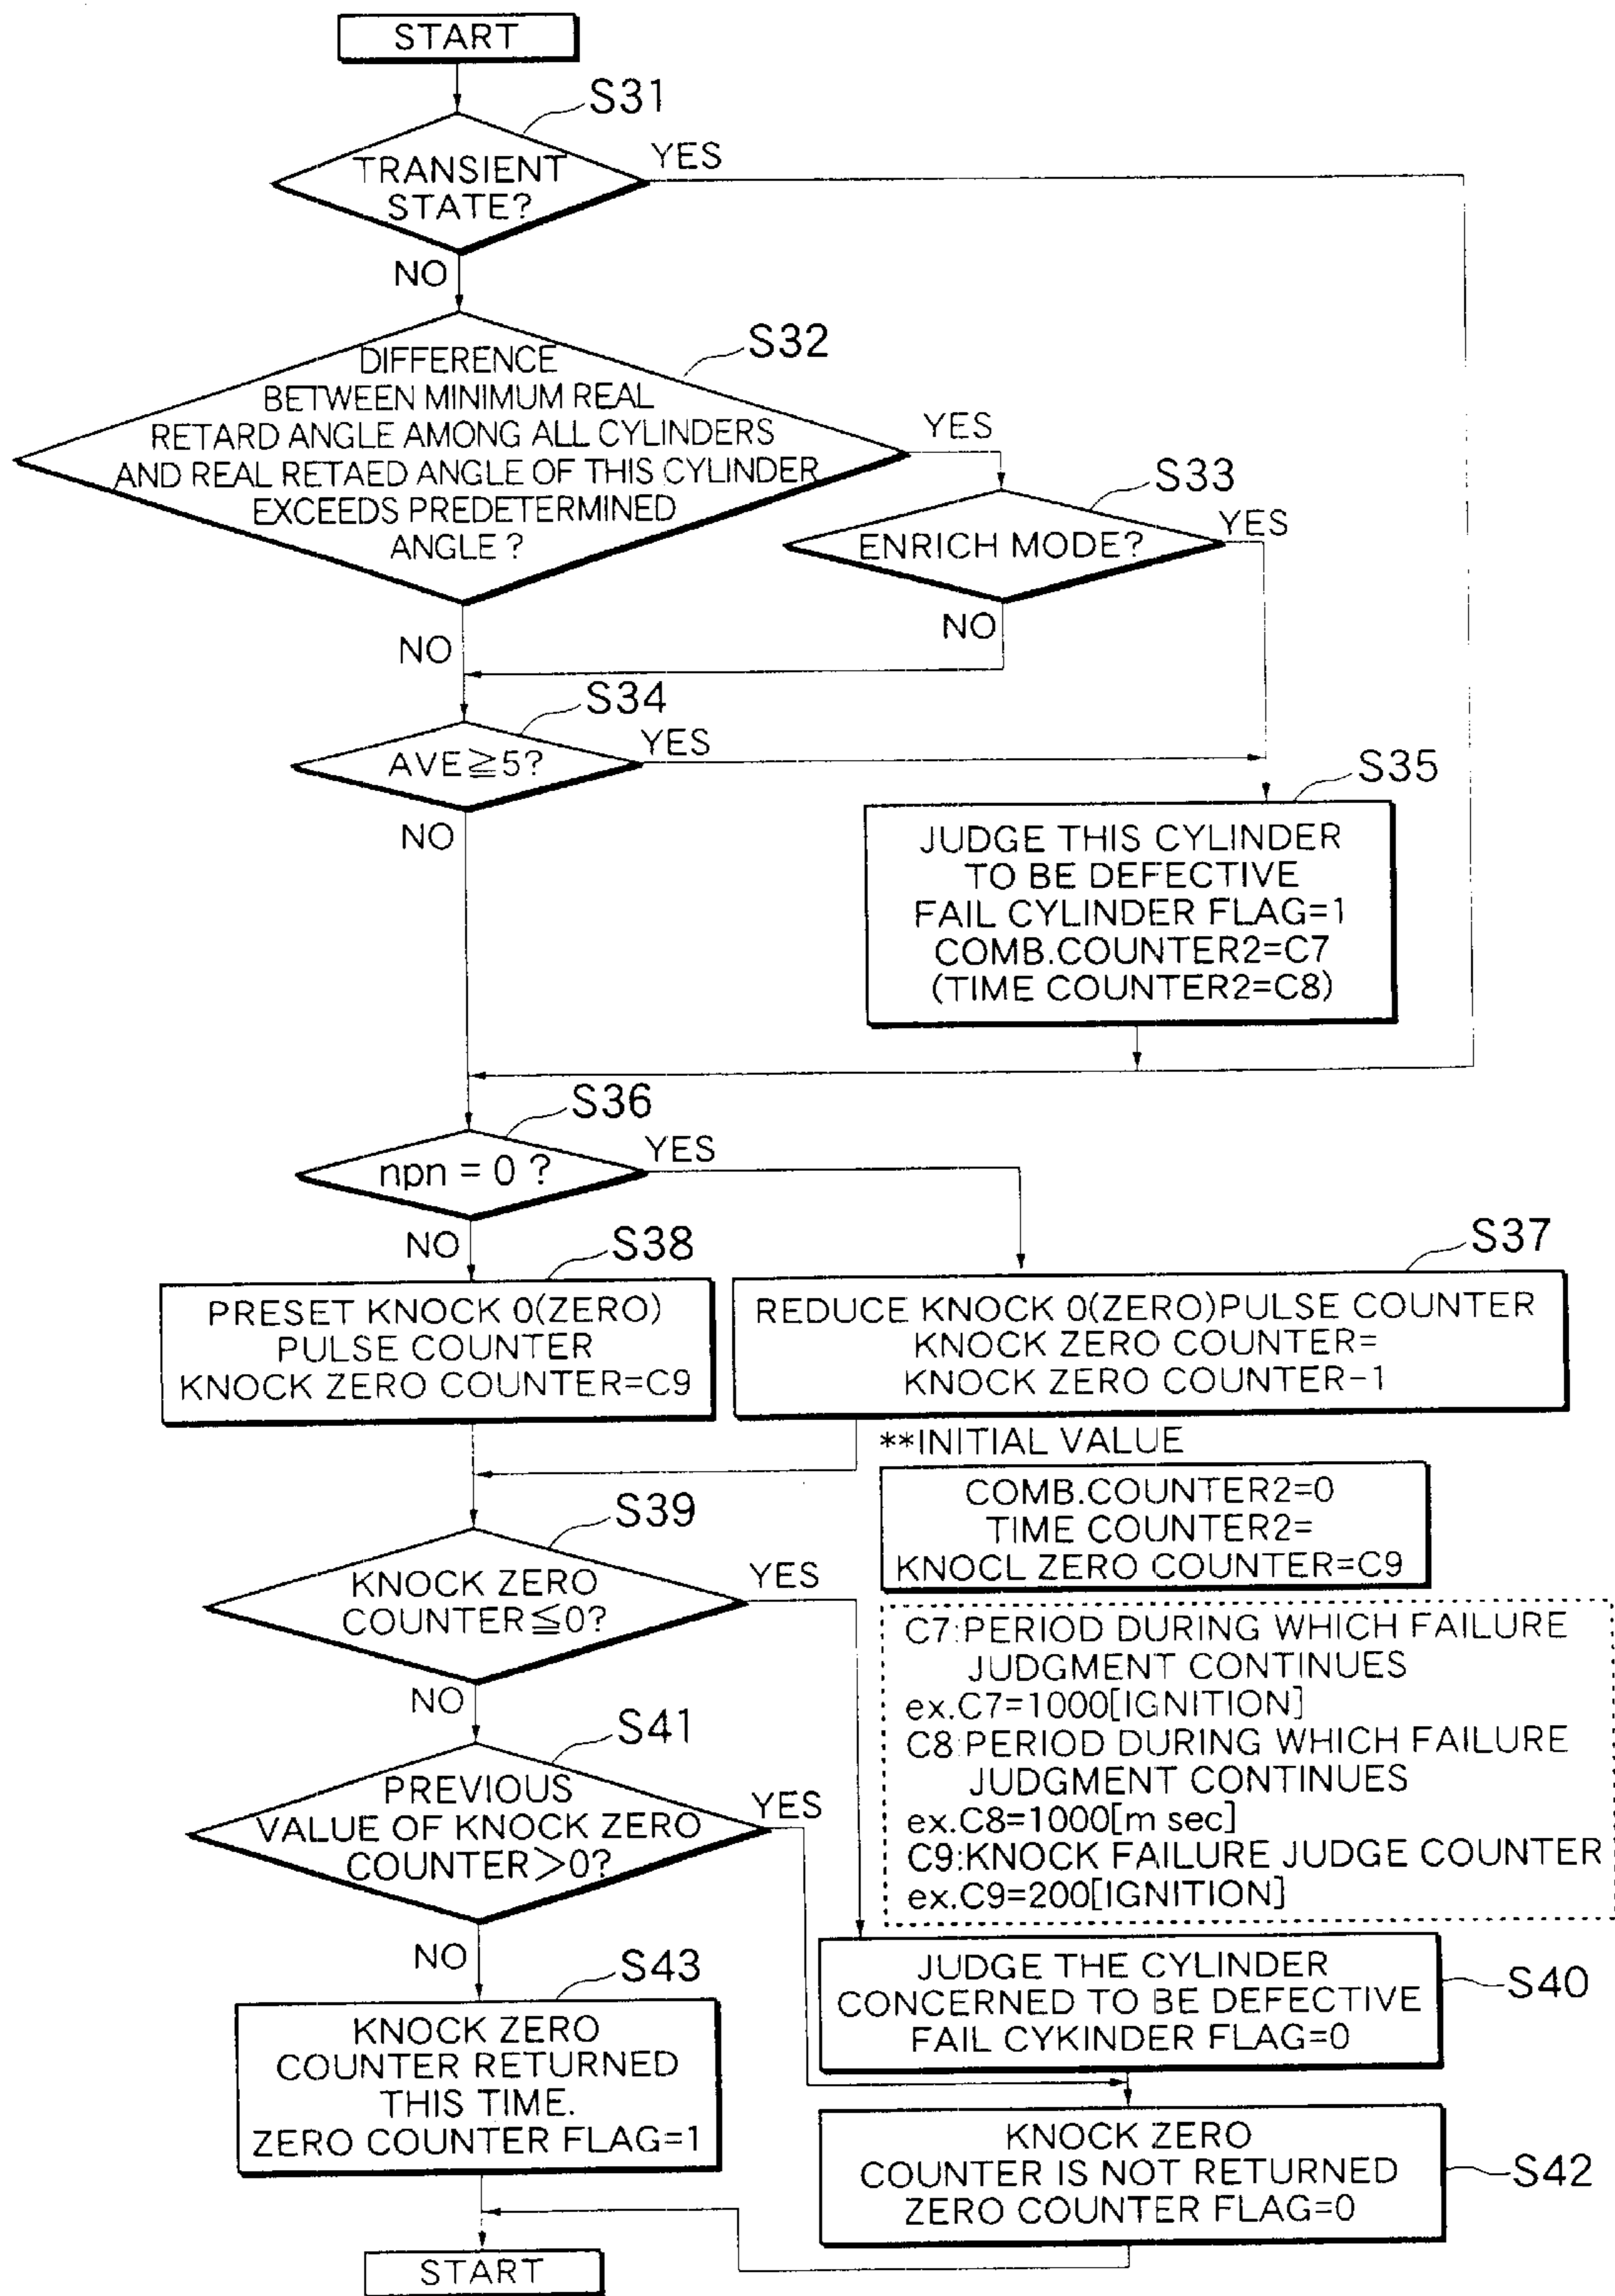 START
S31
TRANSIENT
STATE?
YES
NO
S32
DIFFERENCE
BETWEEN MINIMUM REAL
RETARD ANGLE AMONG ALL CYLINDERS
AND REAL RETAED ANGLE OF THIS CYLINDER
EXCEEDS PREDETERMINED
ANGLE?
YES
NO
S33
ENRICH MODE?
YES
NO
S34
AVE≧5?
YES
NO
S35
JUDGE THIS CYLINDER
TO BE DEFECTIVE
FAIL CYLINDER FLAG=1
COMB.COUNTER2=C7
(TIME COUNTER2=C8)
S36
npn = 0 ?
YES
NO
S38
PRESET KNOCK 0(ZERO)
PULSE COUNTER
KNOCK ZERO COUNTER=C9
S37
REDUCE KNOCK 0(ZERO)PULSE COUNTER
KNOCK ZERO COUNTER=
KNOCK ZERO COUNTER-1
**INITIAL VALUE
COMB.COUNTER2=0
TIME COUNTER2=
KNOCL ZERO COUNTER=C9
S39
KNOCK ZERO
COUNTER≦0?
YES
NO
C7:PERIOD DURING WHICH FAILURE
JUDGMENT CONTINUES
ex.C7=1000[IGNITION]
C8:PERIOD DURING WHICH FAILURE
JUDGMENT CONTINUES
ex.C8=1000[m sec]
C9:KNOCK FAILURE JUDGE COUNTER
ex.C9=200[IGNITION]
S41
PREVIOUS
VALUE OF KNOCK ZERO
COUNTER>0?
YES
NO
S43
KNOCK ZERO
COUNTER RETURNED
THIS TIME.
ZERO COUNTER FLAG=1
JUDGE THE CYLINDER
CONCERNED TO BE DEFECTIVE
FAIL CYKINDER FLAG=0
S40
KNOCK ZERO
COUNTER IS NOT RETURNED
ZERO COUNTER FLAG=0
S42
START